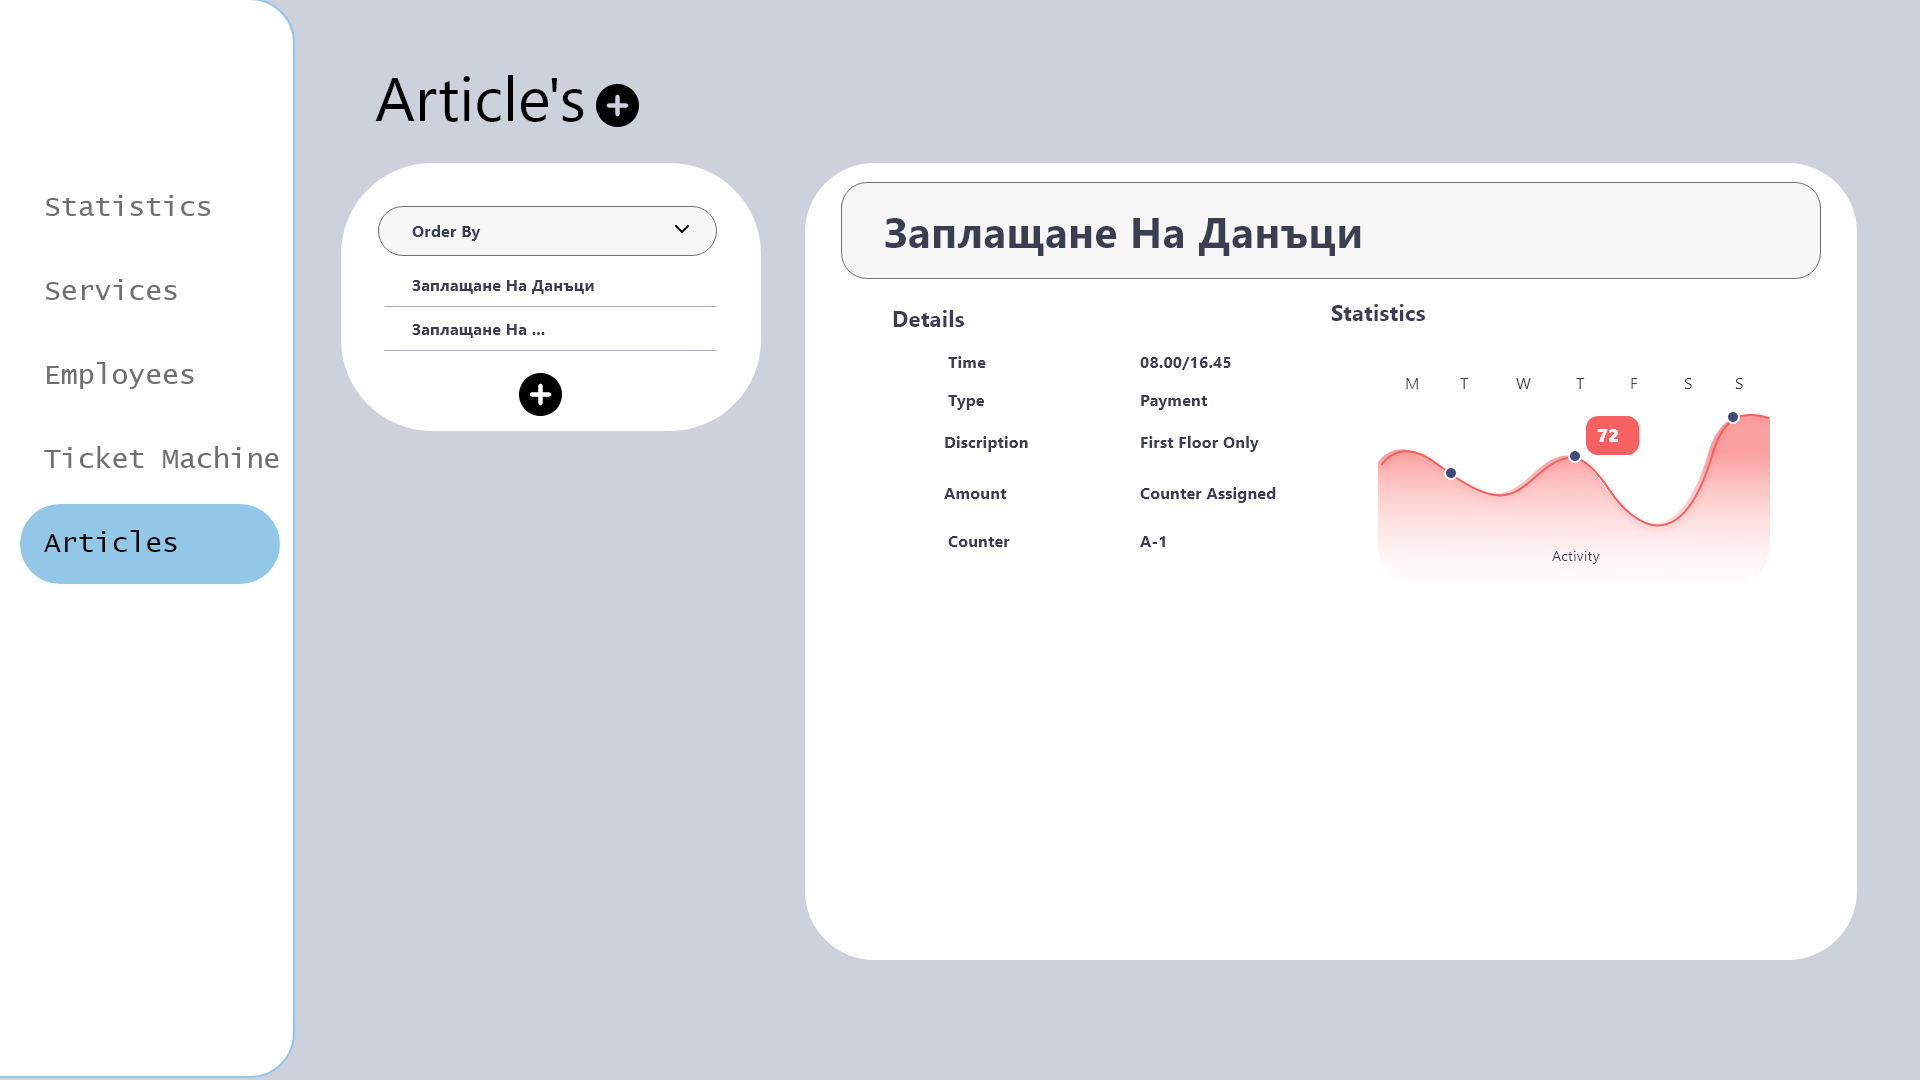 Statistics
Services
Employees
Ticket Machine
Articles
Article's
Order By
Заплащане На Данъци
Заплащане На ...
Заплащане На Данъци
Details
Time 08.00/16.45
Type Payment
Discription First Floor Only
Amount Counter Assigned
Counter A-1
Statistics
M T W T F S S
72
Activity